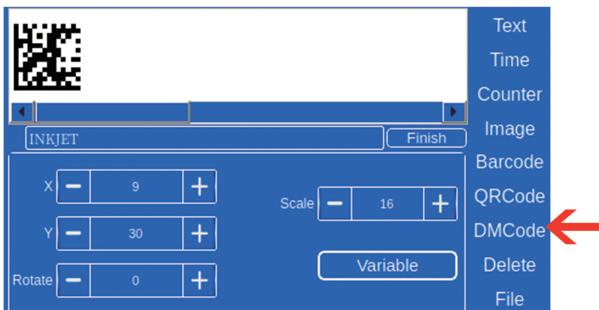 INKJET
Finish
X − 9 +
Y − 30 +
Rotate − 0 +
Scale − 16 +
Variable
Text
Time
Counter
Image
Barcode
QRCode
DMCode
Delete
File